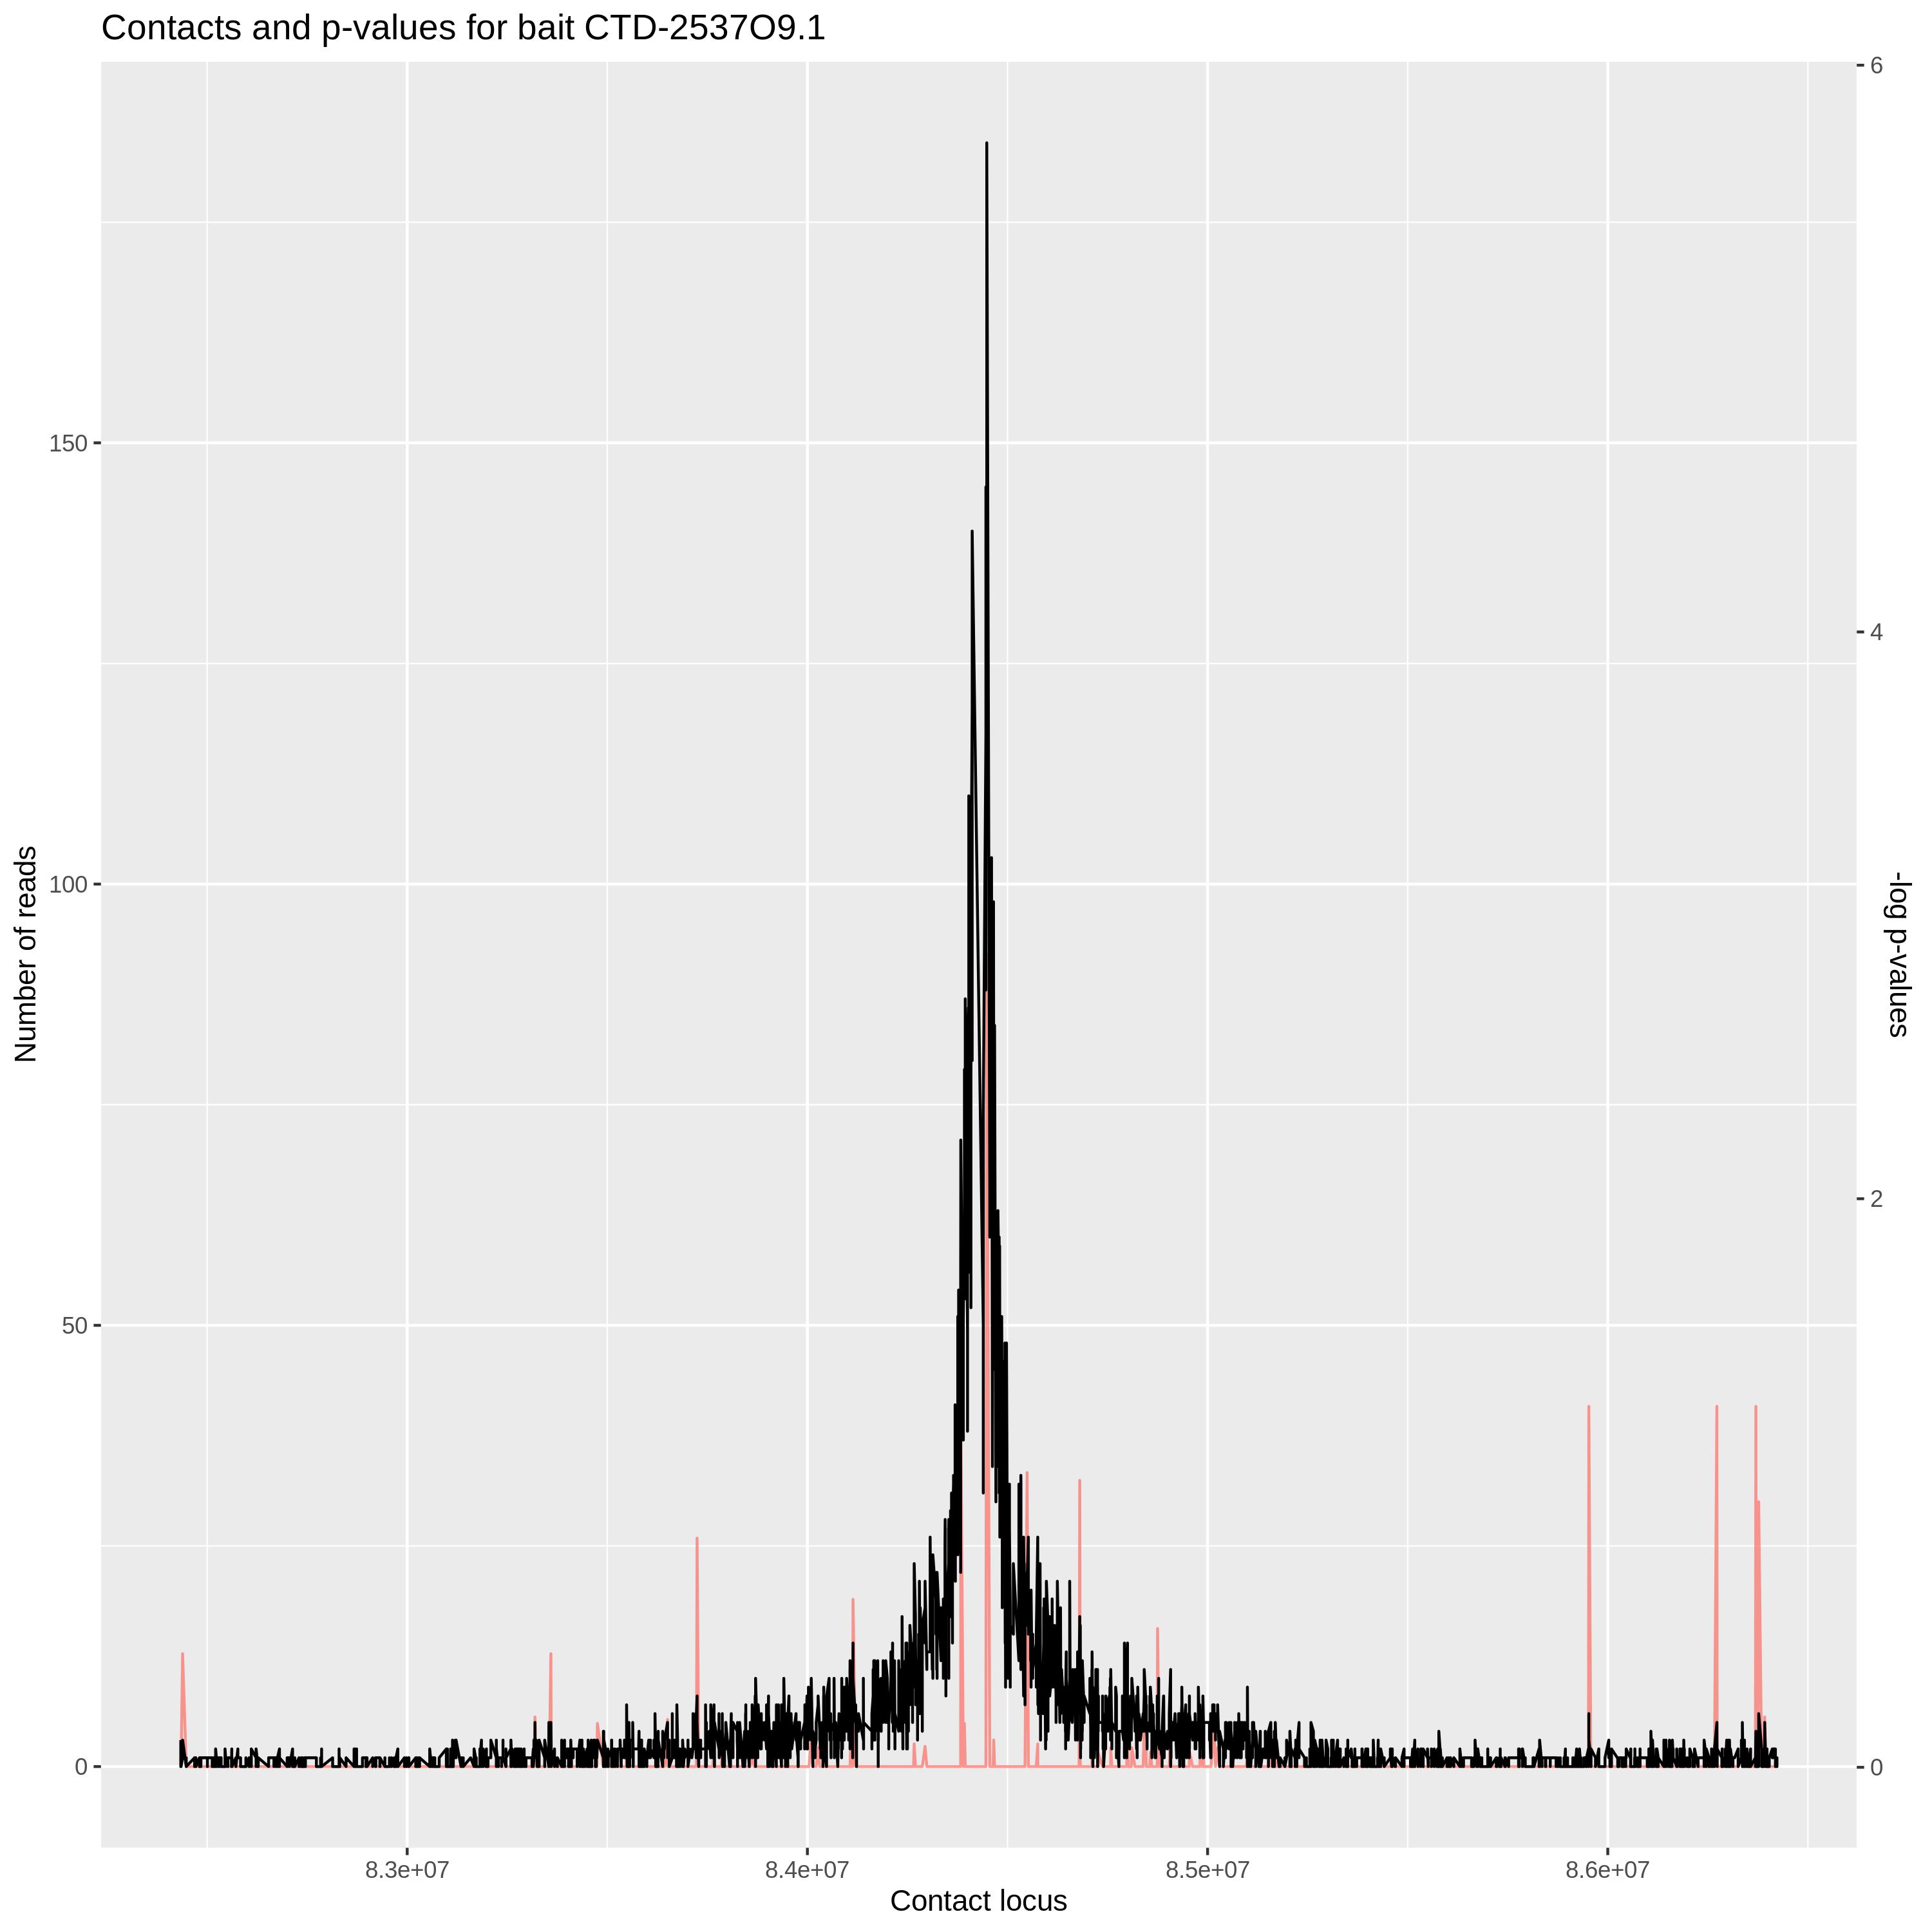 Contacts and p-values for bait CTD-2537O9.1
6
150
4
100
Number of reads
-log p-values
2
50
0
0
8.3e+07
8.4e+07
8.5e+07
8.6e+07
Contact locus